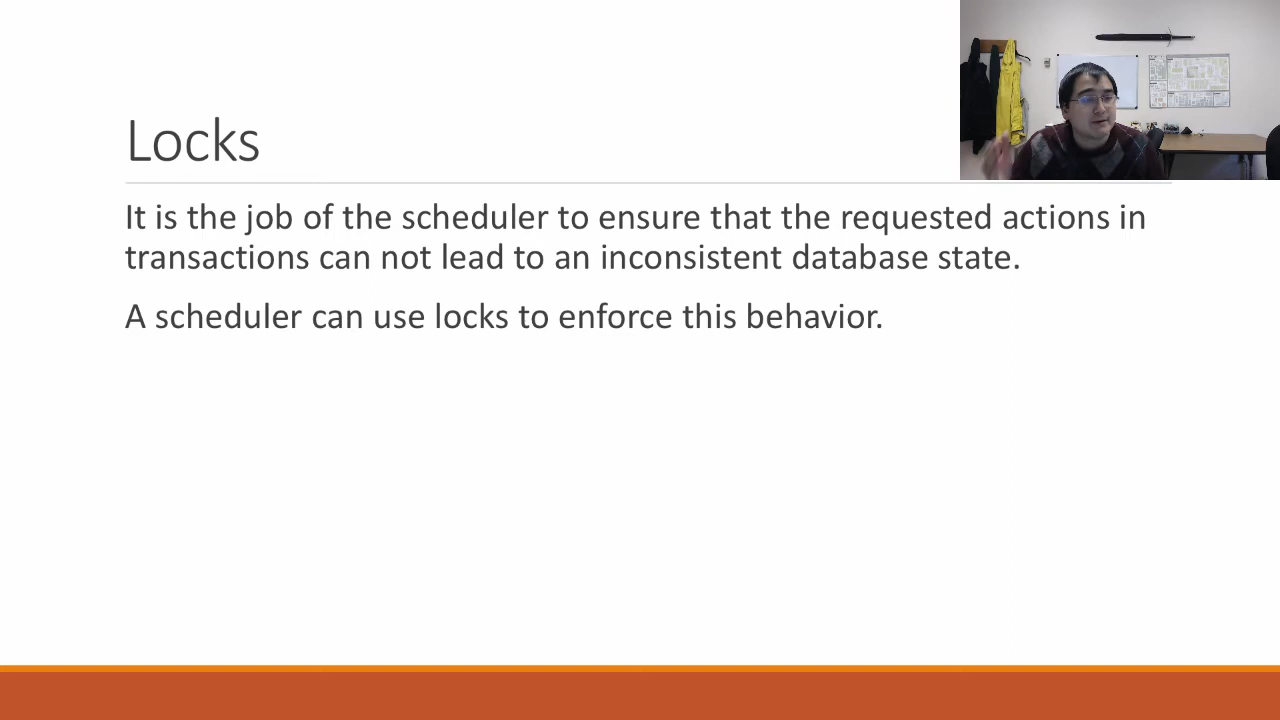 Locks
It is the job of the scheduler to ensure that the requested actions in
transactions can not lead to an inconsistent database state.
A scheduler can use locks to enforce this behavior.